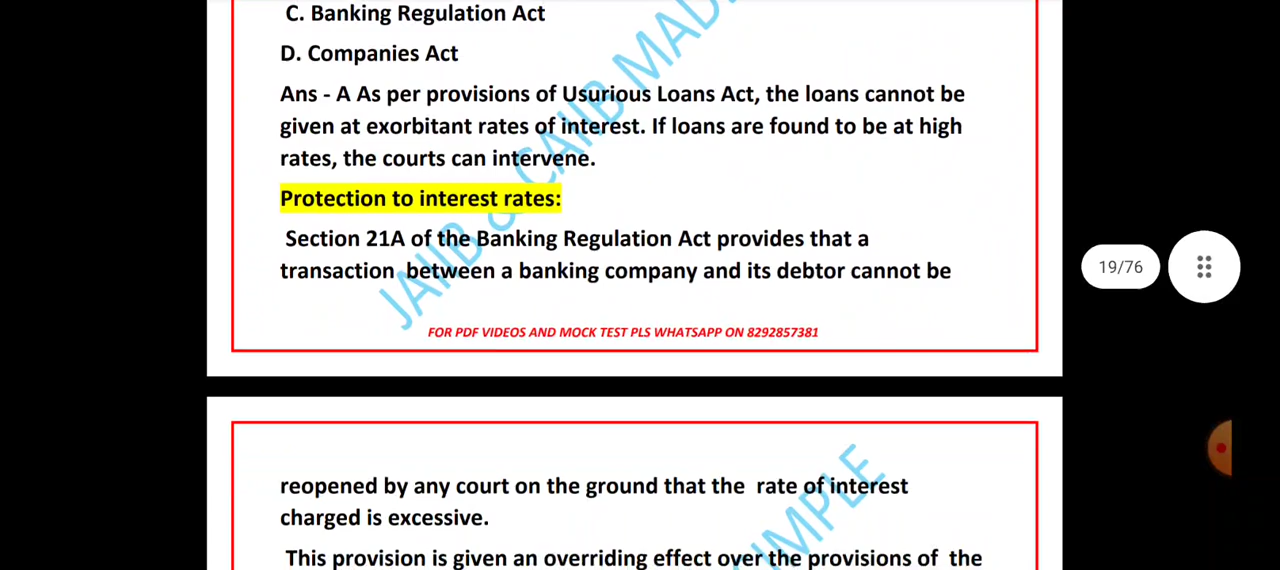 C. Banking Regulation Act
D. Companies Act
Ans - A As per provisions of Usurious Loans Act, the loans cannot be
given at exorbitant rates of interest. If loans are found to be at high
rates, the courts can intervene.
Protection to interest rates:
Section 21A of the Banking Regulation Act provides that a
transaction between a banking company and its debtor cannot be
JAIIB & CAIIB MAD
FOR PDF VIDEOS AND MOCK TEST PLS WHATSAPP ON 8292857381
19/76
reopened by any court on the ground that the rate of interest
charged is excessive.
This provision is given an overriding effect over the provisions of the
IMPLE